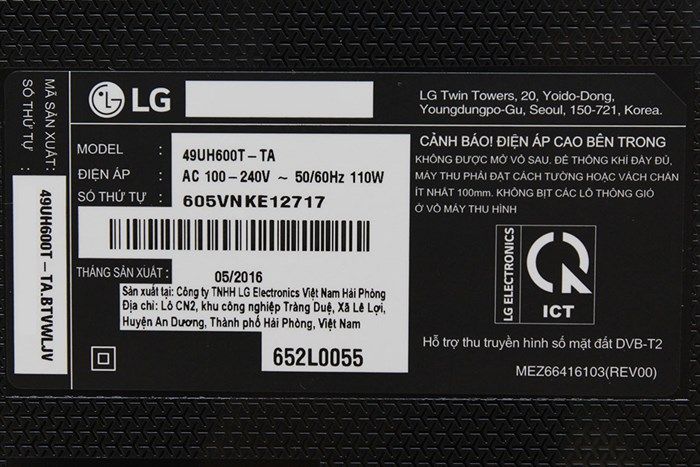 MÃ SẢN XUẤT:
SỐ THỨ TỰ :
49UH600T-TA.BTVWLJV
LG
LG Twin Towers, 20, Yoido-Dong,
Youngdungpo-Gu, Seoul, 150-721, Korea.
MODEL : 49UH600T-TA
ĐIỆN ÁP : AC 100-240V ~ 50/60Hz 110W
SỐ THỨ TỰ : 605VNKE12717
THÁNG SẢN XUẤT : 05/2016
Sản xuất tại: Công ty TNHH LG Electronics Việt Nam Hải Phòng
Địa chỉ: Lô CN2, khu công nghiệp Tràng Duệ, Xã Lê Lợi,
Huyện An Dương, Thành phố Hải Phòng, Việt Nam
652L0055
CẢNH BÁO! ĐIỆN ÁP CAO BÊN TRONG
KHÔNG ĐƯỢC MỞ VỎ SAU. ĐỂ THÔNG KHÍ ĐẦY ĐỦ,
MÁY THU PHẢI ĐẶT CÁCH TƯỜNG HOẶC VÁCH CHẮN
ÍT NHẤT 100mm. KHÔNG BỊT CÁC LỖ THÔNG GIÓ
Ở VỎ MÁY THU HÌNH
LG ELECTRONICS
ICT
Hỗ trợ thu truyền hình số mặt đất DVB-T2
MEZ66416103(REV00)